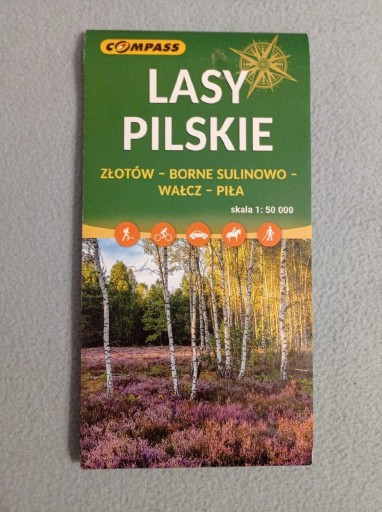 COMPASS
LASY
PILSKIE
ZŁOTÓW – BORNE SULINOWO –
WAŁCZ – PIŁA
skala 1: 50 000